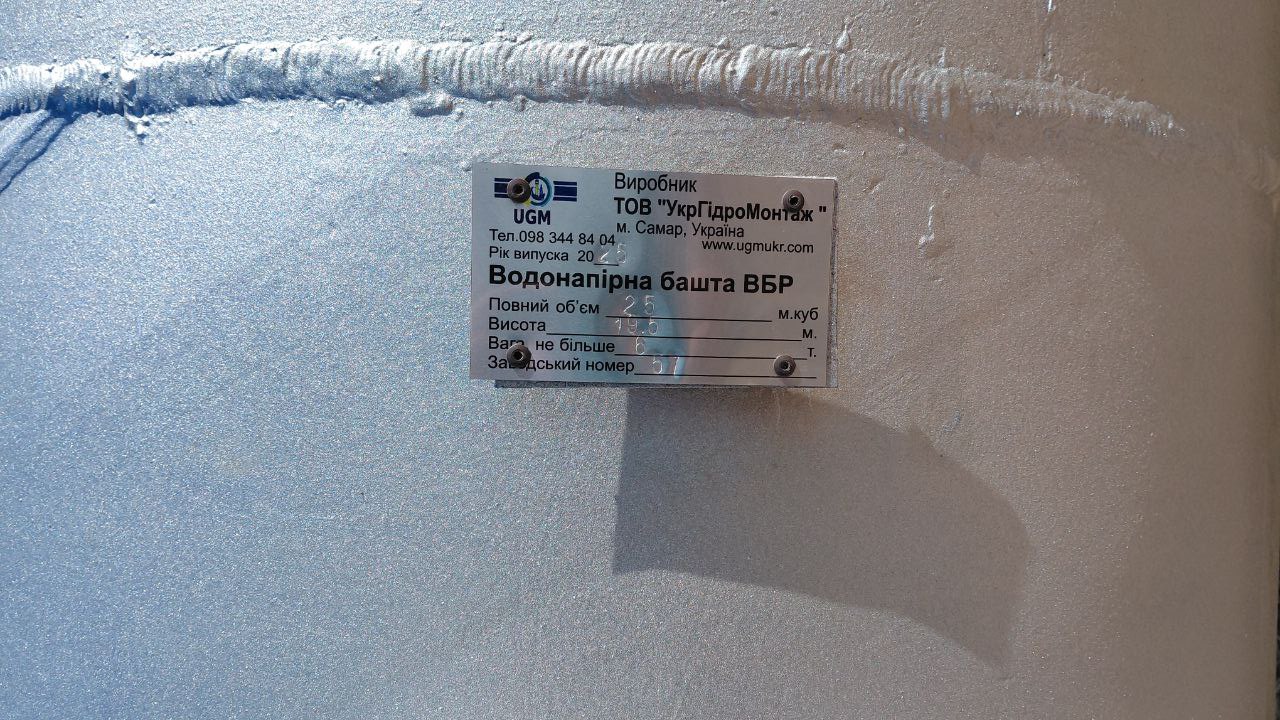 UGM
Виробник
ТОВ "УкрГідроМонтаж "
м. Самар, Україна
Тел.098 344 84 04
www.ugmukr.com
Рік випуска 2025
Водонапірна башта ВБР
Повний об'єм 25 м.куб
Висота 19.5 м.
Вага, не більше 6 т.
Заводський номер 57